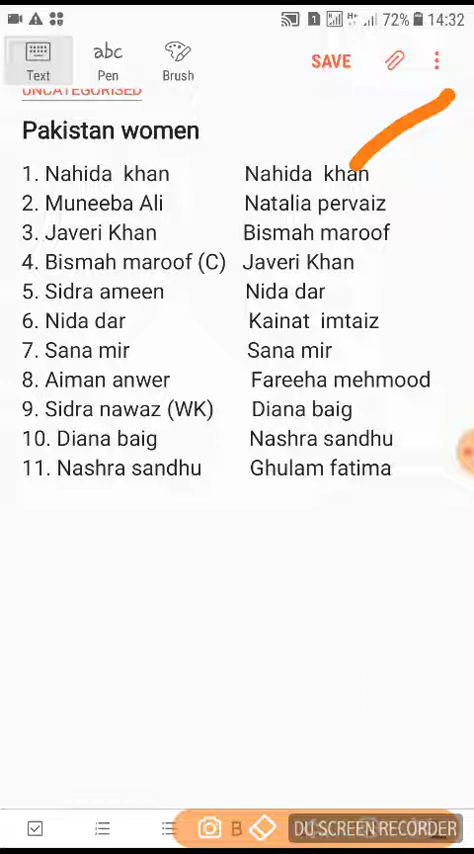 1 H+ 72% 14:32
Text abc Pen Brush SAVE
UNCATEGORISED
Pakistan women
1. Nahida khan Nahida khan
2. Muneeba Ali Natalia pervaiz
3. Javeri Khan Bismah maroof
4. Bismah maroof (C) Javeri Khan
5. Sidra ameen Nida dar
6. Nida dar Kainat imtaiz
7. Sana mir Sana mir
8. Aiman anwer Fareeha mehmood
9. Sidra nawaz (WK) Diana baig
10. Diana baig Nashra sandhu
11. Nashra sandhu Ghulam fatima
B DU SCREEN RECORDER